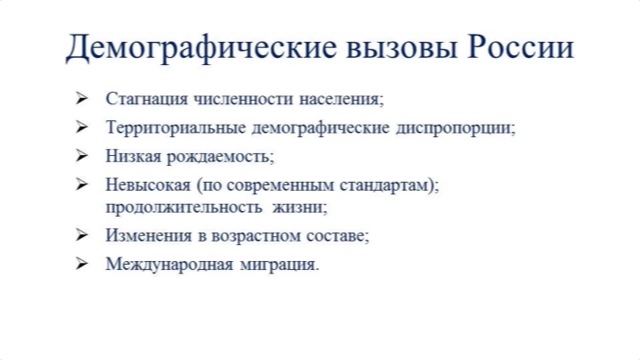 Демографические вызовы России
➢ Стагнация численности населения;
➢ Территориальные демографические диспропорции;
➢ Низкая рождаемость;
➢ Невысокая (по современным стандартам);
продолжительность жизни;
➢ Изменения в возрастном составе;
➢ Международная миграция.